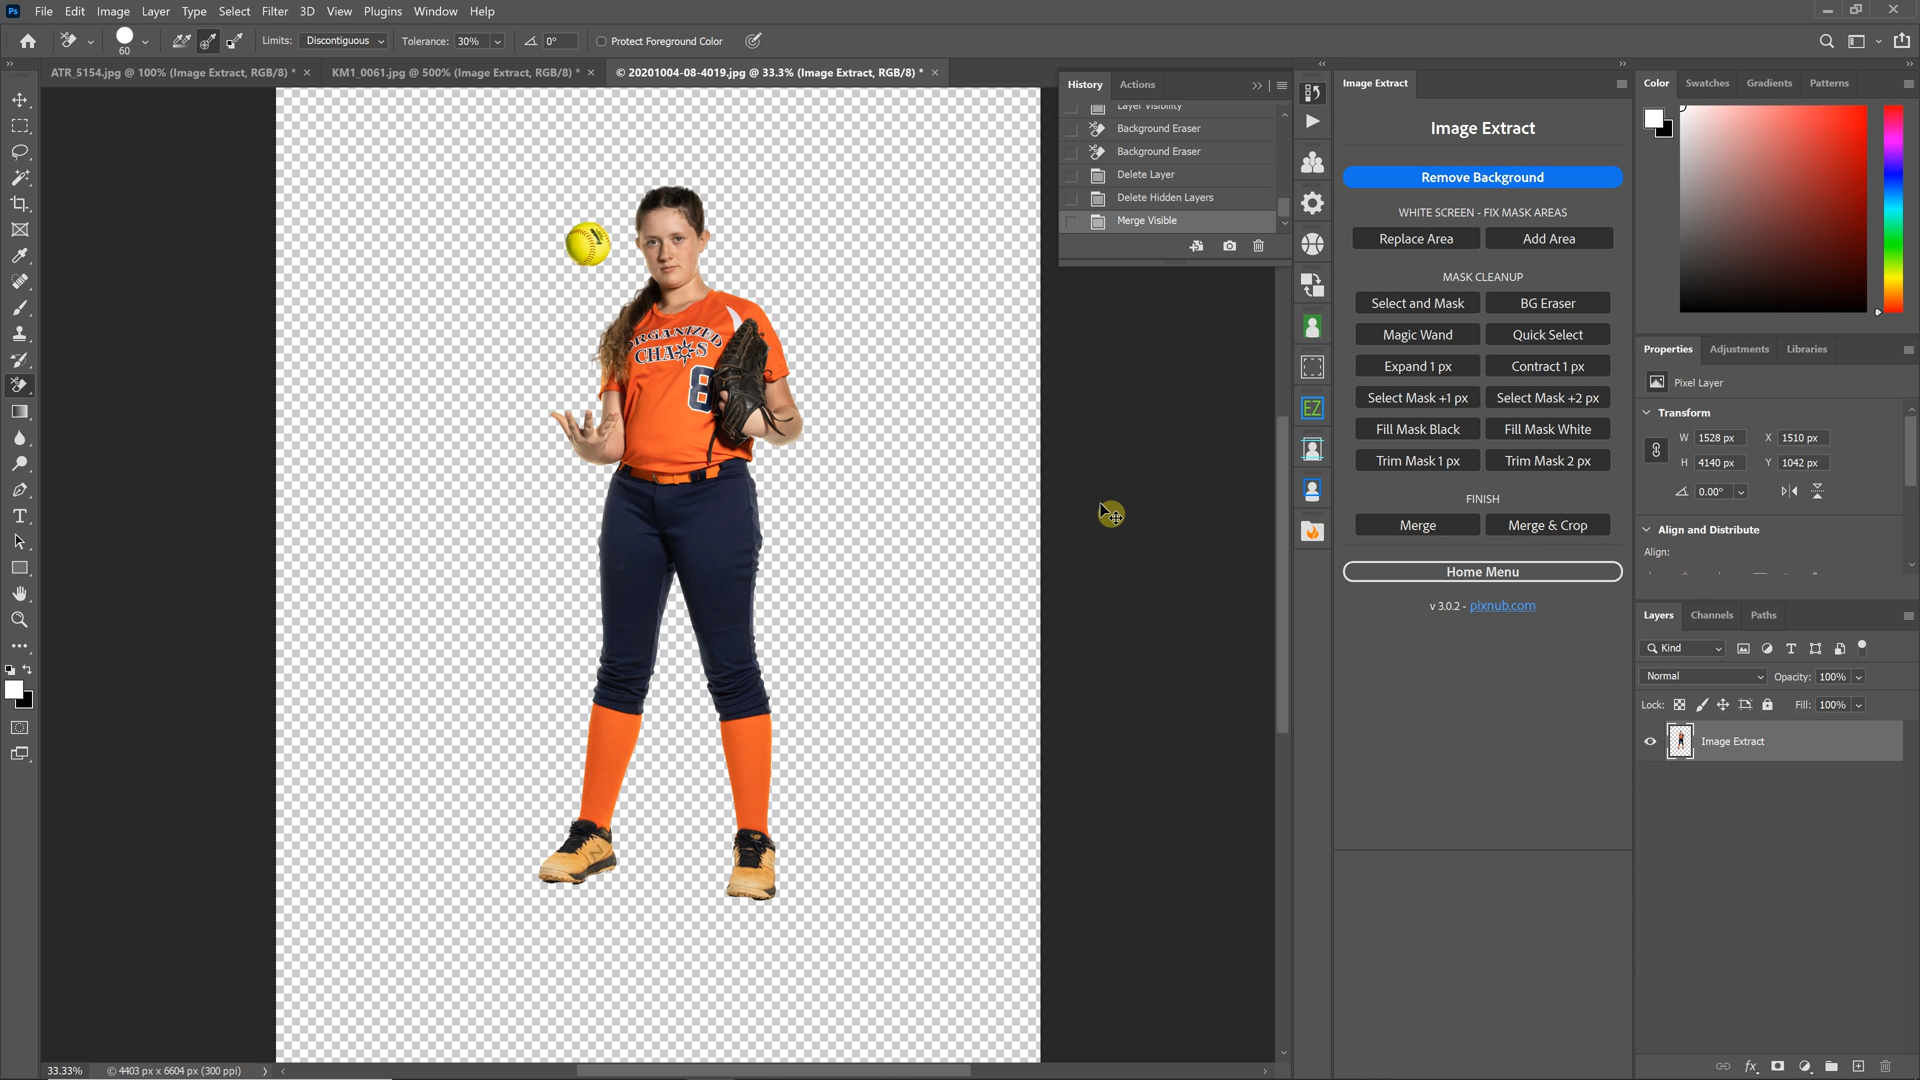 Ps File Edit Image Layer Type Select Filter 3D View Plugins Window Help
60 Limits: Discontiguous Tolerance: 30% 0° Protect Foreground Color
ATR_5154.jpg @ 100% (Image Extract, RGB/8) * × KM1_0061.jpg @ 500% (Image Extract, RGB/8) * × © 20201004-08-4019.jpg @ 33.3% (Image Extract, RGB/8) * ×
History Actions
Layer Visibility
Background Eraser
Background Eraser
Delete Layer
Delete Hidden Layers
Merge Visible
ORGANIZED
CHAOS
8
EZ
Image Extract
Image Extract
Remove Background
WHITE SCREEN - FIX MASK AREAS
Replace Area Add Area
MASK CLEANUP
Select and Mask BG Eraser
Magic Wand Quick Select
Expand 1 px Contract 1 px
Select Mask +1 px Select Mask +2 px
Fill Mask Black Fill Mask White
Trim Mask 1 px Trim Mask 2 px
FINISH
Merge Merge & Crop
Home Menu
v 3.0.2 - pixnub.com
Color Swatches Gradients Patterns
Properties Adjustments Libraries
Pixel Layer
Transform
W 1528 px X 1510 px
H 4140 px Y 1042 px
0.00°
Align and Distribute
Align:
Layers Channels Paths
Kind
Normal Opacity: 100%
Lock: Fill: 100%
Image Extract
fx
33.33% © 4403 px x 6604 px (300 ppi)